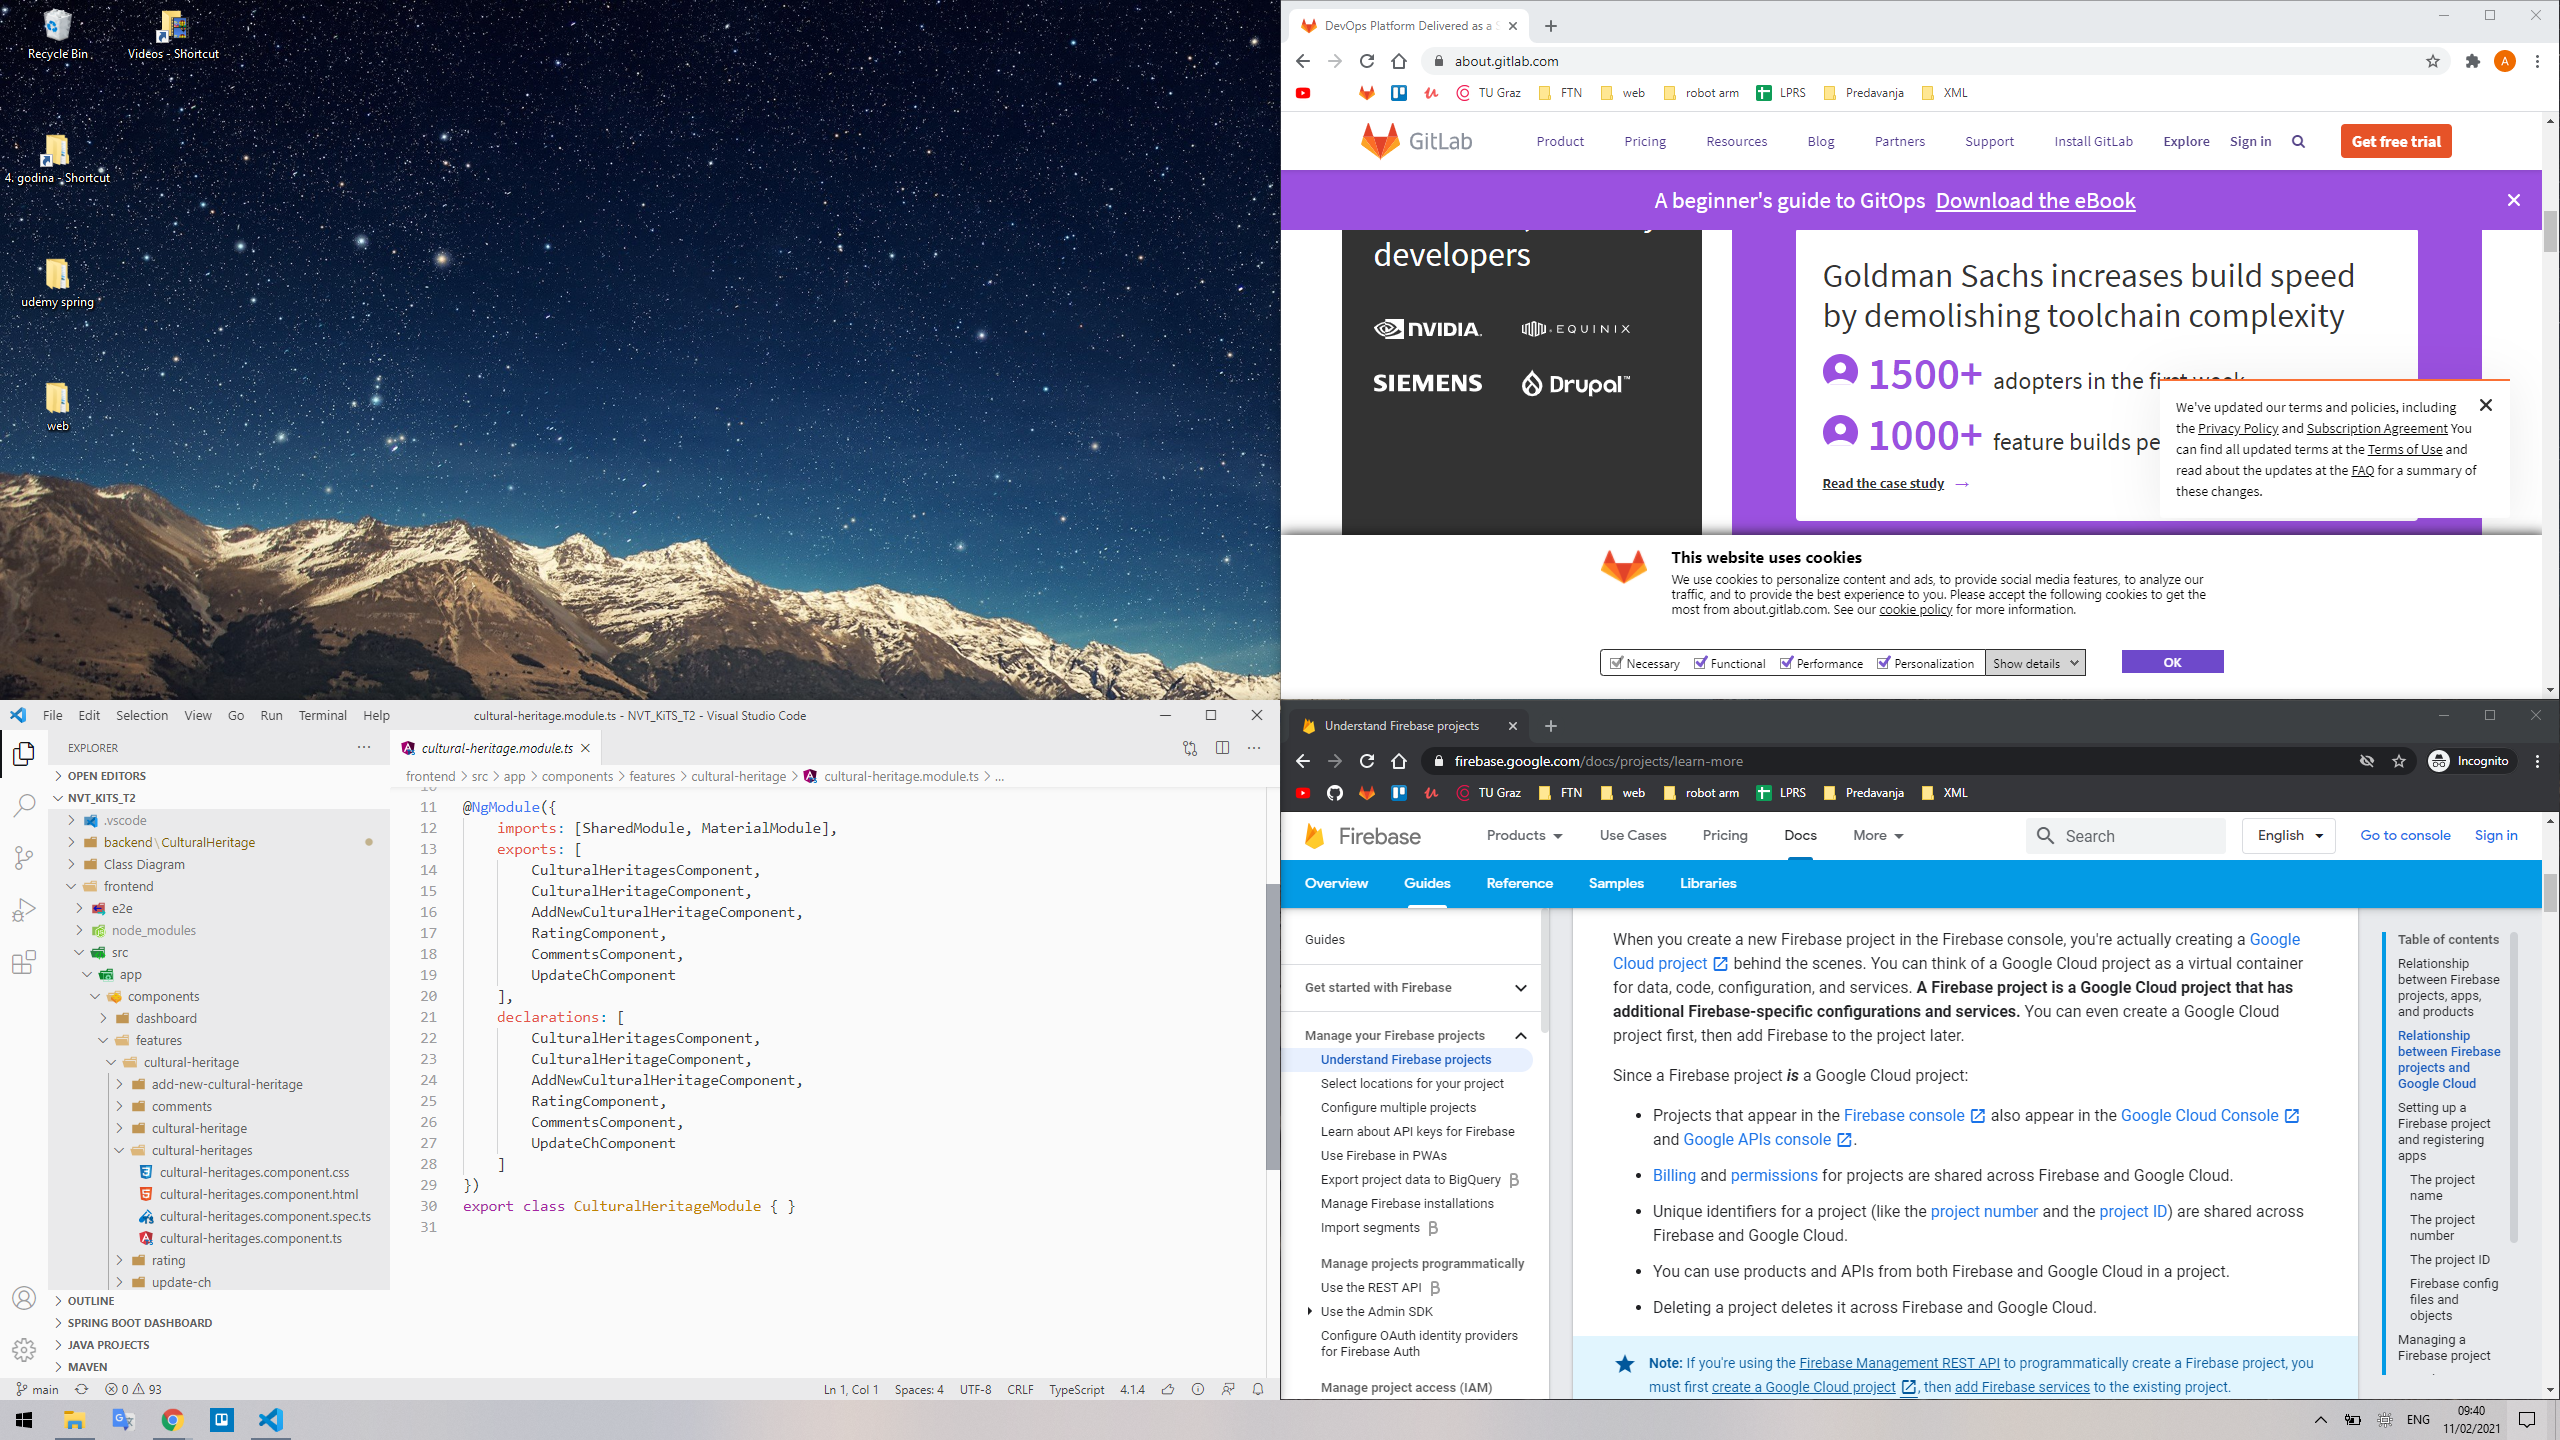 Recycle Bin
Videos - Shortcut
4. godina - Shortcut
udemy spring
web
DevOps Platform Delivered as a S
about.gitlab.com
A
TU Graz
FTN
web
robot arm
LPRS
Predavanja
XML
GitLab
Product
Pricing
Resources
Blog
Partners
Support
Install GitLab
Explore
Sign in
Get free trial
A beginner's guide to GitOps Download the eBook
developers
NVIDIA.
EQUINIX
SIEMENS
Drupal™
Goldman Sachs increases build speed
by demolishing toolchain complexity
1500+ adopters in the first week
1000+ feature builds pe
Read the case study →
We've updated our terms and policies, including
the Privacy Policy and Subscription Agreement You
can find all updated terms at the Terms of Use and
read about the updates at the FAQ for a summary of
these changes.
This website uses cookies
We use cookies to personalize content and ads, to provide social media features, to analyze our
traffic, and to provide the best experience to you. Please accept the following cookies to get the
most from about.gitlab.com. See our cookie policy for more information.
Necessary
Functional
Performance
Personalization
Show details
OK
File Edit Selection View Go Run Terminal Help
cultural-heritage.module.ts - NVT_KiTS_T2 - Visual Studio Code
EXPLORER
OPEN EDITORS
NVT_KITS_T2
.vscode
backend\CulturalHeritage
Class Diagram
frontend
e2e
node_modules
src
app
components
dashboard
features
cultural-heritage
add-new-cultural-heritage
comments
cultural-heritage
cultural-heritages
cultural-heritages.component.css
cultural-heritages.component.html
cultural-heritages.component.spec.ts
cultural-heritages.component.ts
rating
update-ch
OUTLINE
SPRING BOOT DASHBOARD
JAVA PROJECTS
MAVEN
cultural-heritage.module.ts
frontend > src > app > components > features > cultural-heritage > cultural-heritage.module.ts > ...
10
11 @NgModule({
12 imports: [SharedModule, MaterialModule],
13 exports: [
14 CulturalHeritagesComponent,
15 CulturalHeritageComponent,
16 AddNewCulturalHeritageComponent,
17 RatingComponent,
18 CommentsComponent,
19 UpdateChComponent
20 ],
21 declarations: [
22 CulturalHeritagesComponent,
23 CulturalHeritageComponent,
24 AddNewCulturalHeritageComponent,
25 RatingComponent,
26 CommentsComponent,
27 UpdateChComponent
28 ]
29 })
30 export class CulturalHeritageModule { }
31
main
0 93
Ln 1, Col 1
Spaces: 4
UTF-8
CRLF
TypeScript
4.1.4
Understand Firebase projects
firebase.google.com/docs/projects/learn-more
Incognito
TU Graz
FTN
web
robot arm
LPRS
Predavanja
XML
Firebase
Products
Use Cases
Pricing
Docs
More
Search
English
Go to console
Sign in
Overview
Guides
Reference
Samples
Libraries
Guides
Get started with Firebase
Manage your Firebase projects
Understand Firebase projects
Select locations for your project
Configure multiple projects
Learn about API keys for Firebase
Use Firebase in PWAs
Export project data to BigQuery β
Manage Firebase installations
Import segments β
Manage projects programmatically
Use the REST API β
Use the Admin SDK
Configure OAuth identity providers
for Firebase Auth
Manage project access (IAM)
When you create a new Firebase project in the Firebase console, you're actually creating a Google
Cloud project behind the scenes. You can think of a Google Cloud project as a virtual container
for data, code, configuration, and services. A Firebase project is a Google Cloud project that has
additional Firebase-specific configurations and services. You can even create a Google Cloud
project first, then add Firebase to the project later.
Since a Firebase project is a Google Cloud project:
• Projects that appear in the Firebase console also appear in the Google Cloud Console
and Google APIs console .
• Billing and permissions for projects are shared across Firebase and Google Cloud.
• Unique identifiers for a project (like the project number and the project ID) are shared across
Firebase and Google Cloud.
• You can use products and APIs from both Firebase and Google Cloud in a project.
• Deleting a project deletes it across Firebase and Google Cloud.
Note: If you're using the Firebase Management REST API to programmatically create a Firebase project, you
must first create a Google Cloud project , then add Firebase services to the existing project.
Table of contents
Relationship
between Firebase
projects, apps,
and products
Relationship
between Firebase
projects and
Google Cloud
Setting up a
Firebase project
and registering
apps
The project
name
The project
number
The project ID
Firebase config
files and
objects
Managing a
Firebase project
ENG
09:40
11/02/2021